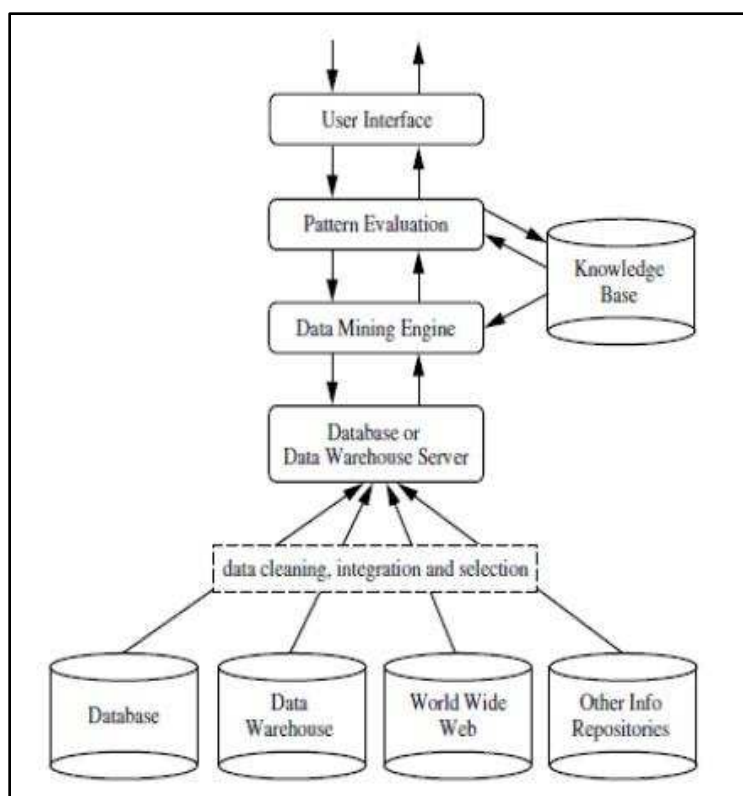 User Interface
Pattern Evaluation
Knowledge
Base
Data Mining Engine
Database or
Data Warehouse Server
data cleaning, integration and selection
Database
Data
Warehouse
World Wide
Web
Other Info
Repositories